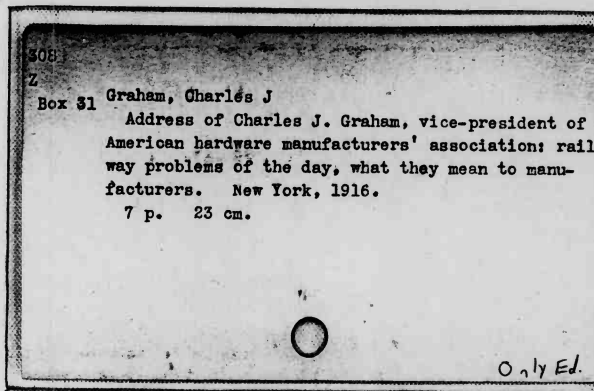 308
Z
Box 31 Graham, Charles J
Address of Charles J. Graham, vice-president of
American hardware manufacturers' association: rail
way problems of the day, what they mean to manu-
facturers. New York, 1916.
7 p. 23 cm.
Only Ed.